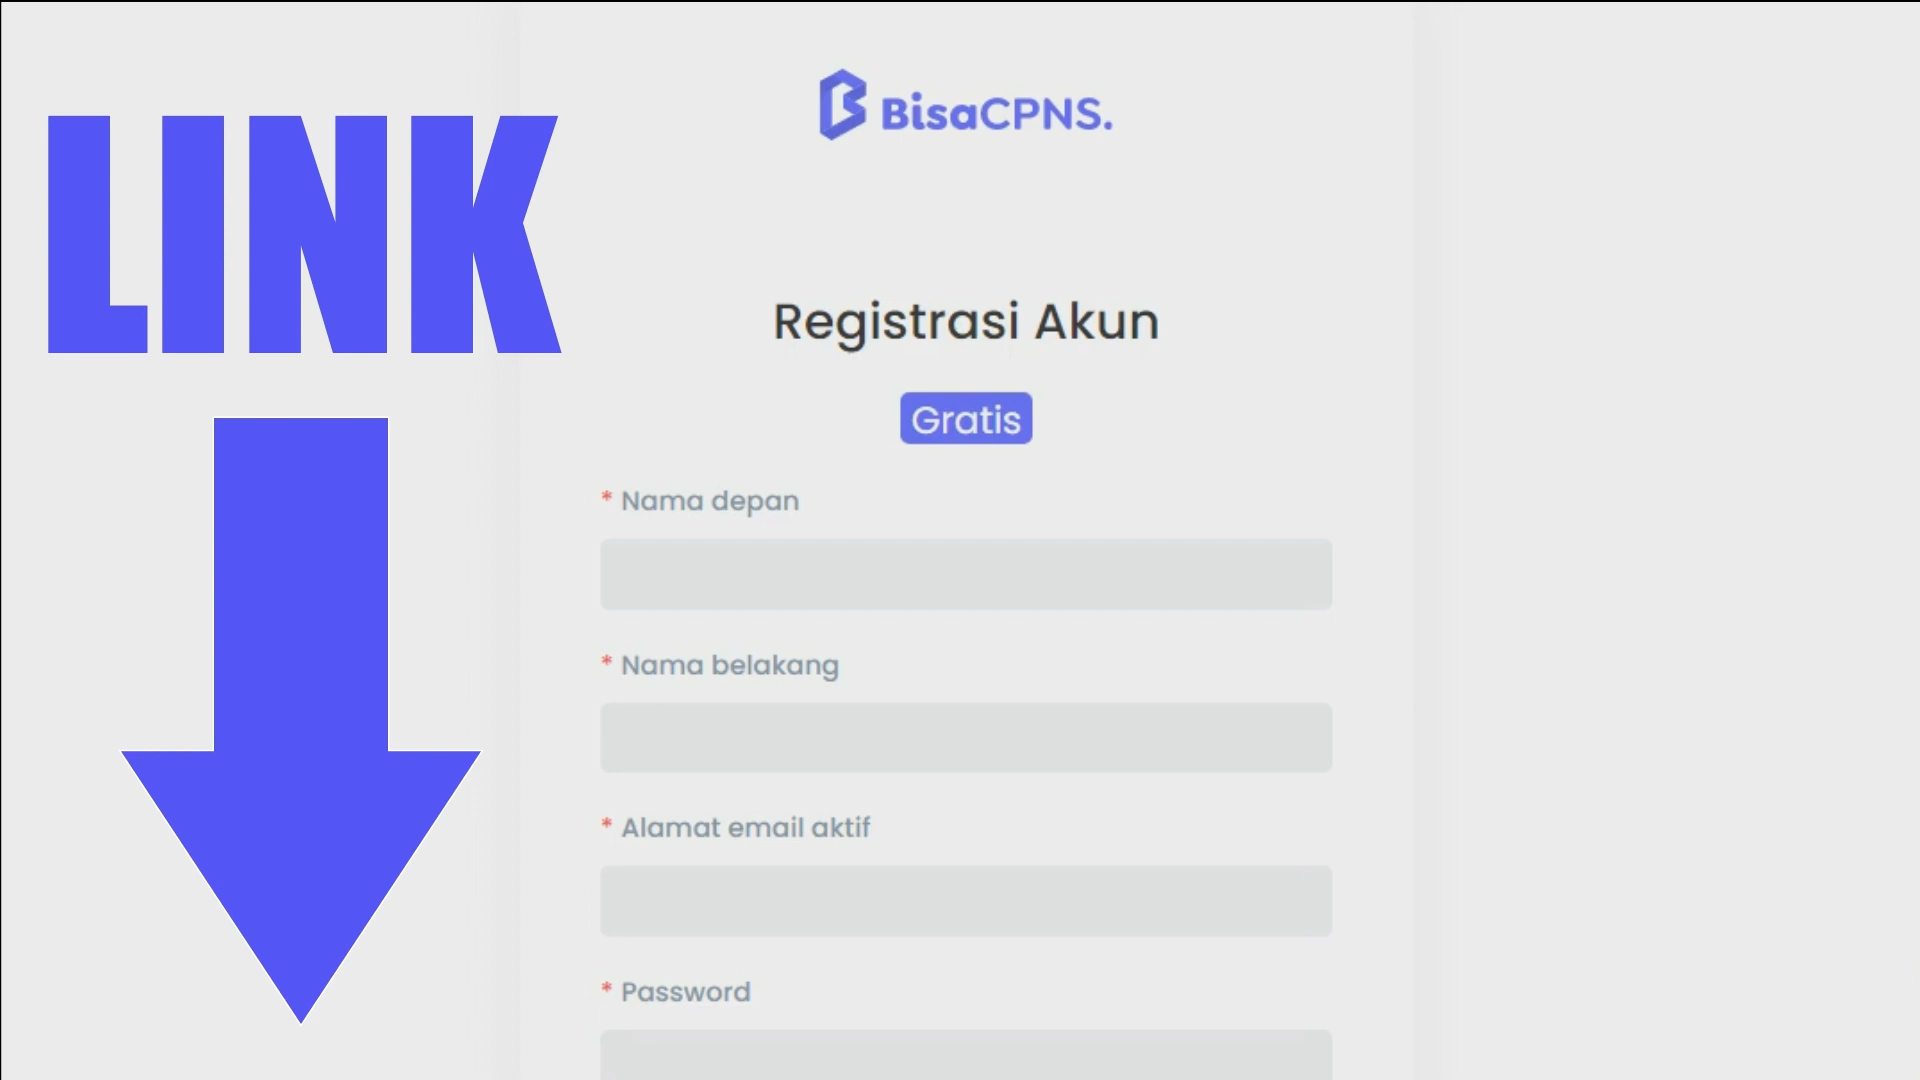 LINK
BisaCPNS.
Registrasi Akun
Gratis
* Nama depan
* Nama belakang
* Alamat email aktif
* Password